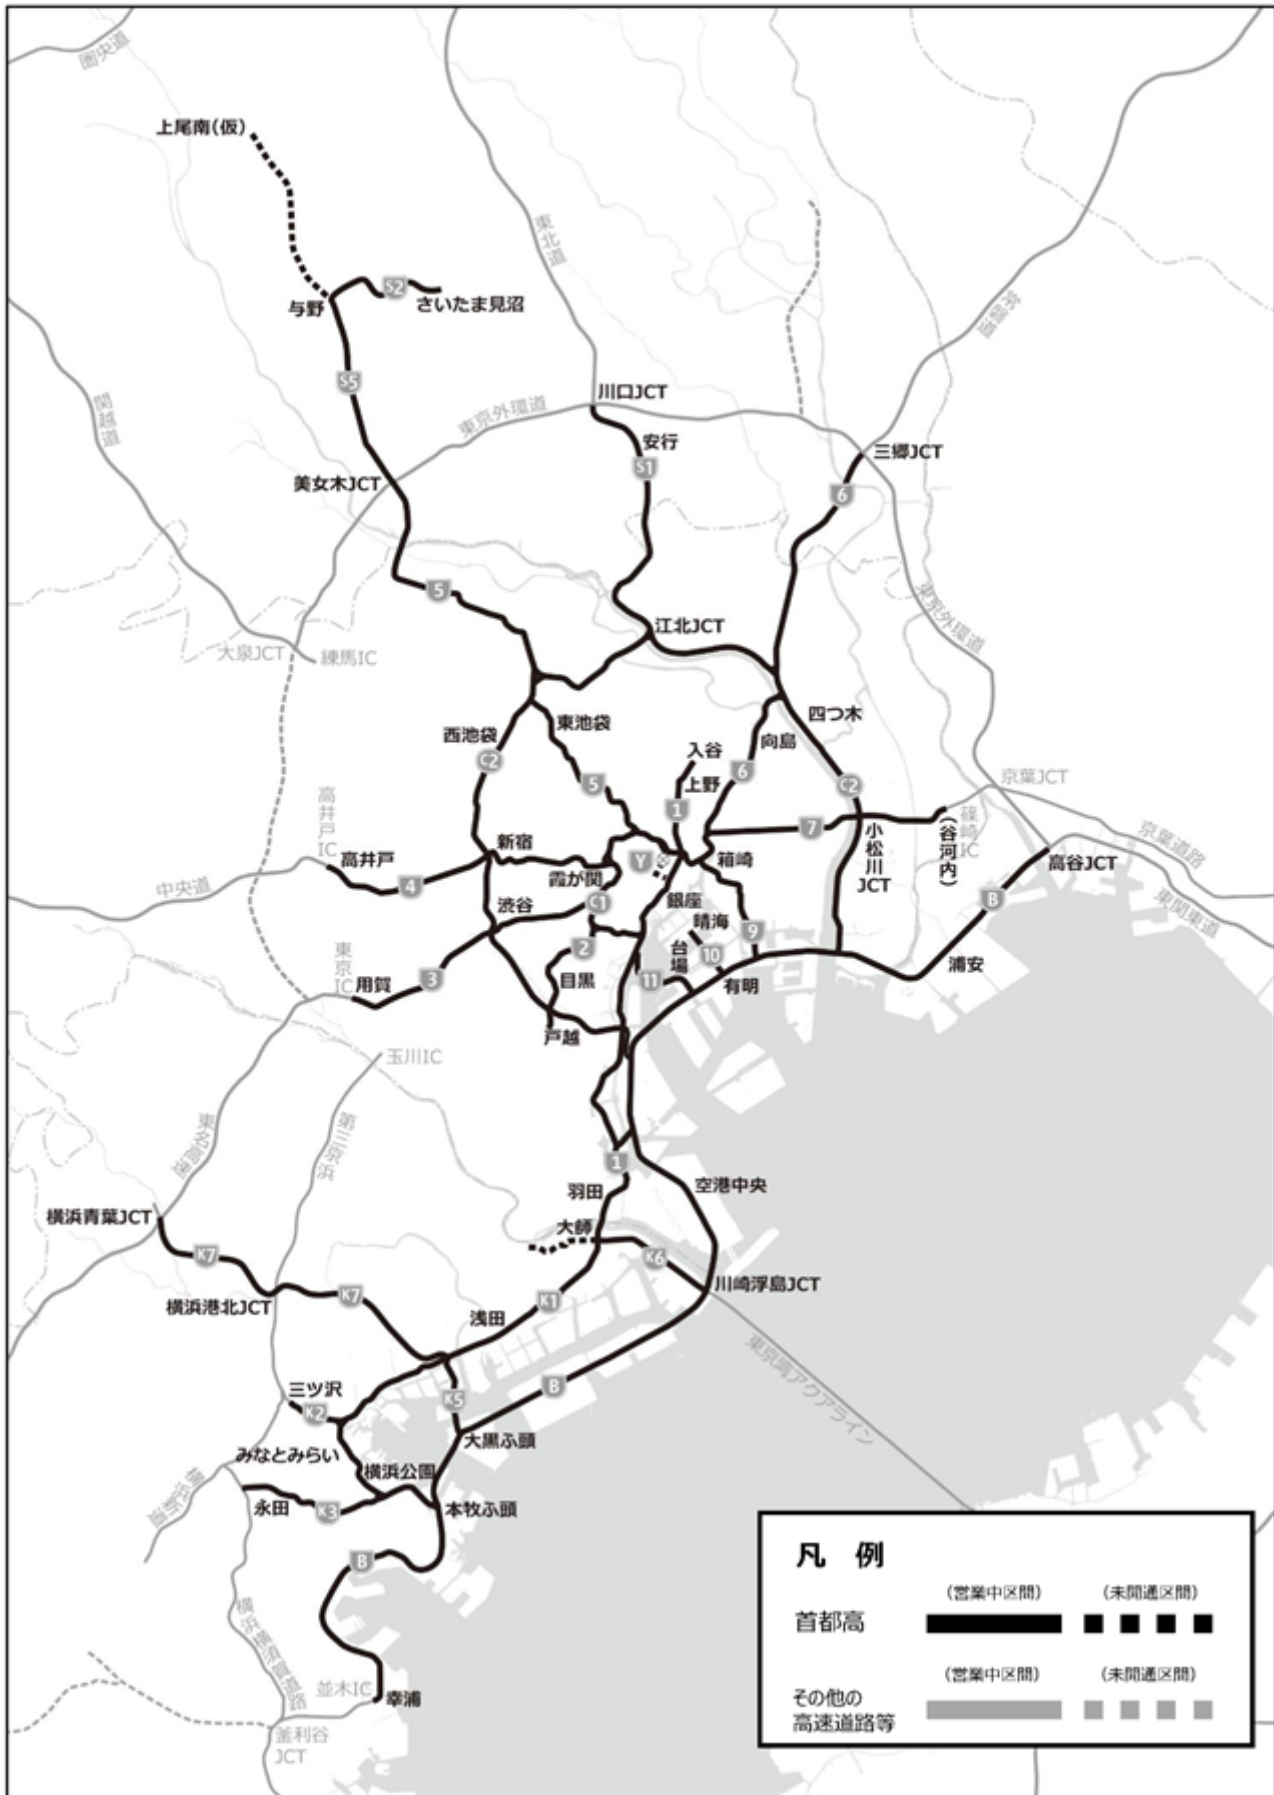 圏央道
上尾南(仮)
東北道
常磐道
与野
S2
さいたま見沼
S5
川口JCT
関越道
東京外環道
安行
S1
三郷JCT
美女木JCT
6
5
東京外環道
江北JCT
大泉JCT
練馬IC
四つ木
東池袋
西池袋
向島
入谷
C2
6
上野
京葉JCT
5
C2
高井戸IC
1
7
小松川JCT
(谷河内)
篠崎IC
京葉道路
新宿
高井戸
Y
箱崎
高谷JCT
中央道
4
霞が関
銀座
B
東関東道
渋谷
C1
晴海
9
東京IC
2
台場
10
浦安
用賀
3
目黒
11
有明
戸越
玉川IC
東名高速
第三京浜
1
羽田
空港中央
横浜青葉JCT
大師
K7
K6
横浜港北JCT
K7
K1
川崎浮島JCT
浅田
東京湾アクアライン
三ツ沢
K2
K5
B
みなとみらい
大黒ふ頭
横浜公園
横浜新道
永田
K3
本牧ふ頭
B
横浜横須賀道路
並木IC
幸浦
釜利谷
JCT
凡 例
(営業中区間)
(未開通区間)
首都高
(営業中区間)
(未開通区間)
その他の
高速道路等